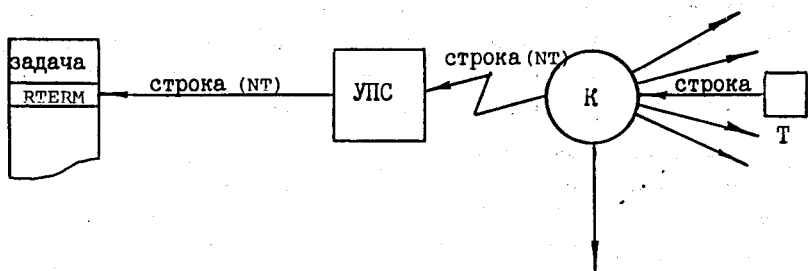 задача
RTERM
строка (NT)
УПС
строка (NT)
К
строка
Т